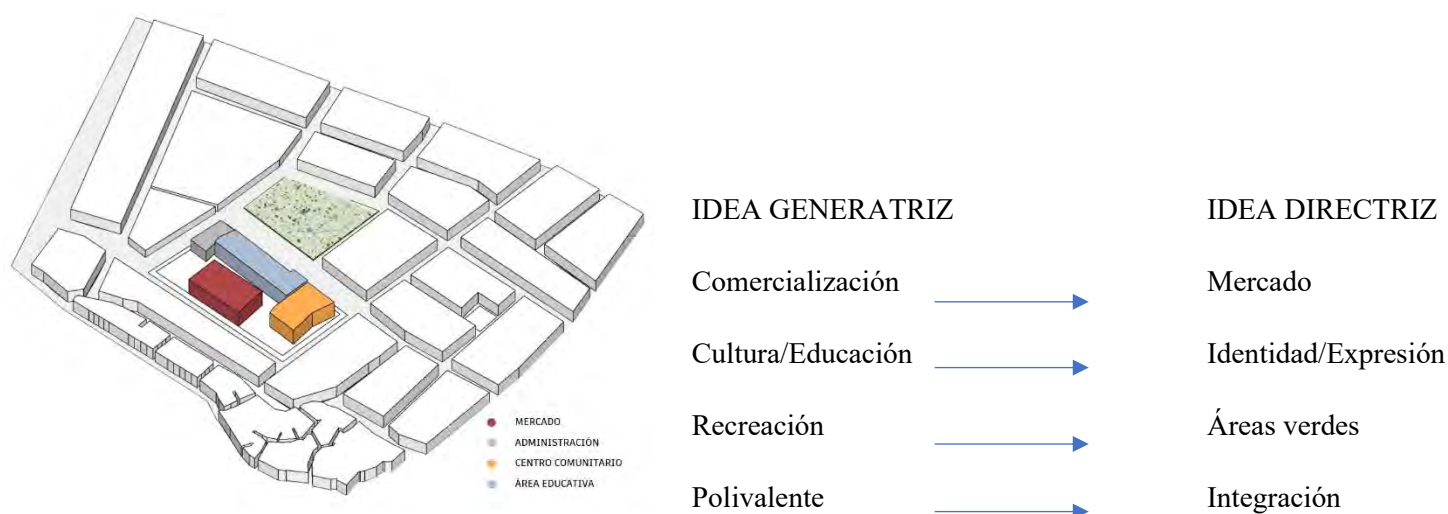 IDEA GENERATRIZ IDEA DIRECTRIZ
Comercialización Mercado
Cultura/Educación Identidad/Expresión
Recreación Áreas verdes
Polivalente Integración
MERCADO
ADMINISTRACIÓN
CENTRO COMUNITARIO
ÁREA EDUCATIVA